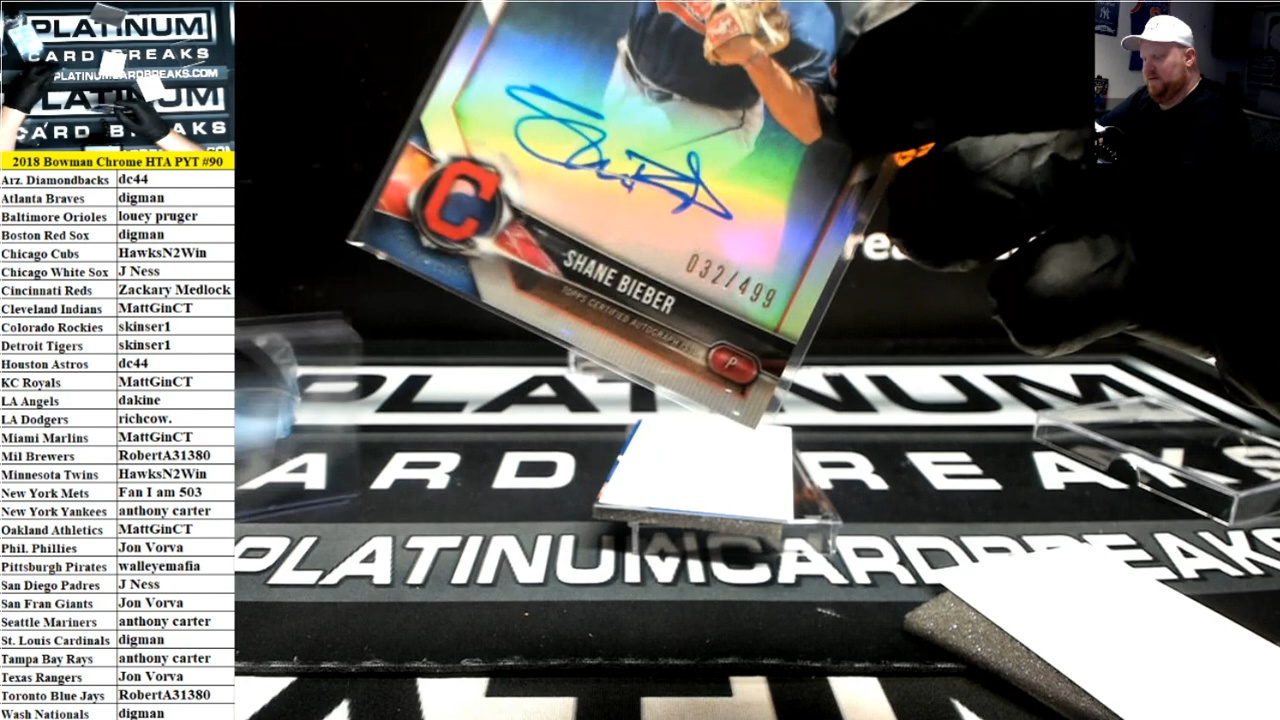 PLATINUM
CARD BREAKS
PLATINUMCARDBREAKS.COM
PLATINUM
CARD BREAKS
2018 Bowman Chrome HTA PYT #90
Arz. Diamondbacks dc44
Atlanta Braves digman
Baltimore Orioles louey pruger
Boston Red Sox digman
Chicago Cubs HawksN2Win
Chicago White Sox J Ness
Cincinnati Reds Zackary Medlock
Cleveland Indians MattGinCT
Colorado Rockies skinser1
Detroit Tigers skinser1
Houston Astros dc44
KC Royals MattGinCT
LA Angels dakine
LA Dodgers richcow.
Miami Marlins MattGinCT
Mil Brewers RobertA31380
Minnesota Twins HawksN2Win
New York Mets Fan I am 503
New York Yankees anthony carter
Oakland Athletics MattGinCT
Phil. Phillies Jon Vorva
Pittsburgh Pirates walleyemafia
San Diego Padres J Ness
San Fran Giants Jon Vorva
Seattle Mariners anthony carter
St. Louis Cardinals digman
Tampa Bay Rays anthony carter
Texas Rangers Jon Vorva
Toronto Blue Jays RobertA31380
Wash Nationals digman
C
032/499
SHANE BIEBER
TOPPS CERTIFIED AUTOGRAPH
P
rea
PLATINUM
ARD BREAKS
PLATINUMCARDBREAKS